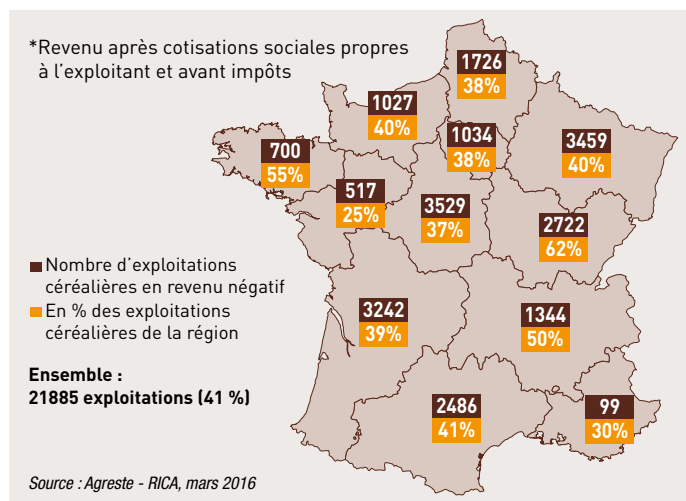 *Revenu après cotisations sociales propres
à l'exploitant et avant impôts
1726
38%
1027
40%
1034
38%
3459
40%
700
55%
517
25%
3529
37%
2722
62%
■ Nombre d'exploitations
céréalières en revenu négatif
■ En % des exploitations
céréalières de la région
3242
39%
1344
50%
Ensemble :
21885 exploitations (41 %)
2486
41%
99
30%
Source : Agreste - RICA, mars 2016